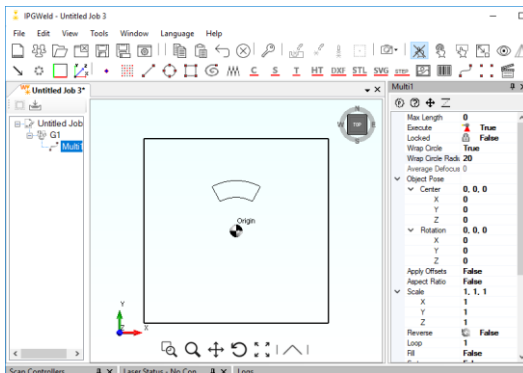 IPGWeld - Untitled Job 3
File Edit View Tools Window Language Help
C S T HT DXF STL SVG STEP
Untitled Job 3*
Multi1
Untitled Job
G1
Multi1
TOP
N
W
E
S
Origin
Y
Z
X
Max Length 0
Execute True
Locked False
Wrap Circle True
Wrap Circle Radi 20
Average Defocus 0
Object Pose
Center 0, 0, 0
X 0
Y 0
Z 0
Rotation 0, 0, 0
X 0
Y 0
Z 0
Apply Offsets False
Aspect Ratio False
Scale 1, 1, 1
X 1
Y 1
Z 1
Reverse False
Loop 1
Fill False
Scan Controllers Laser Status - No Con... Logs